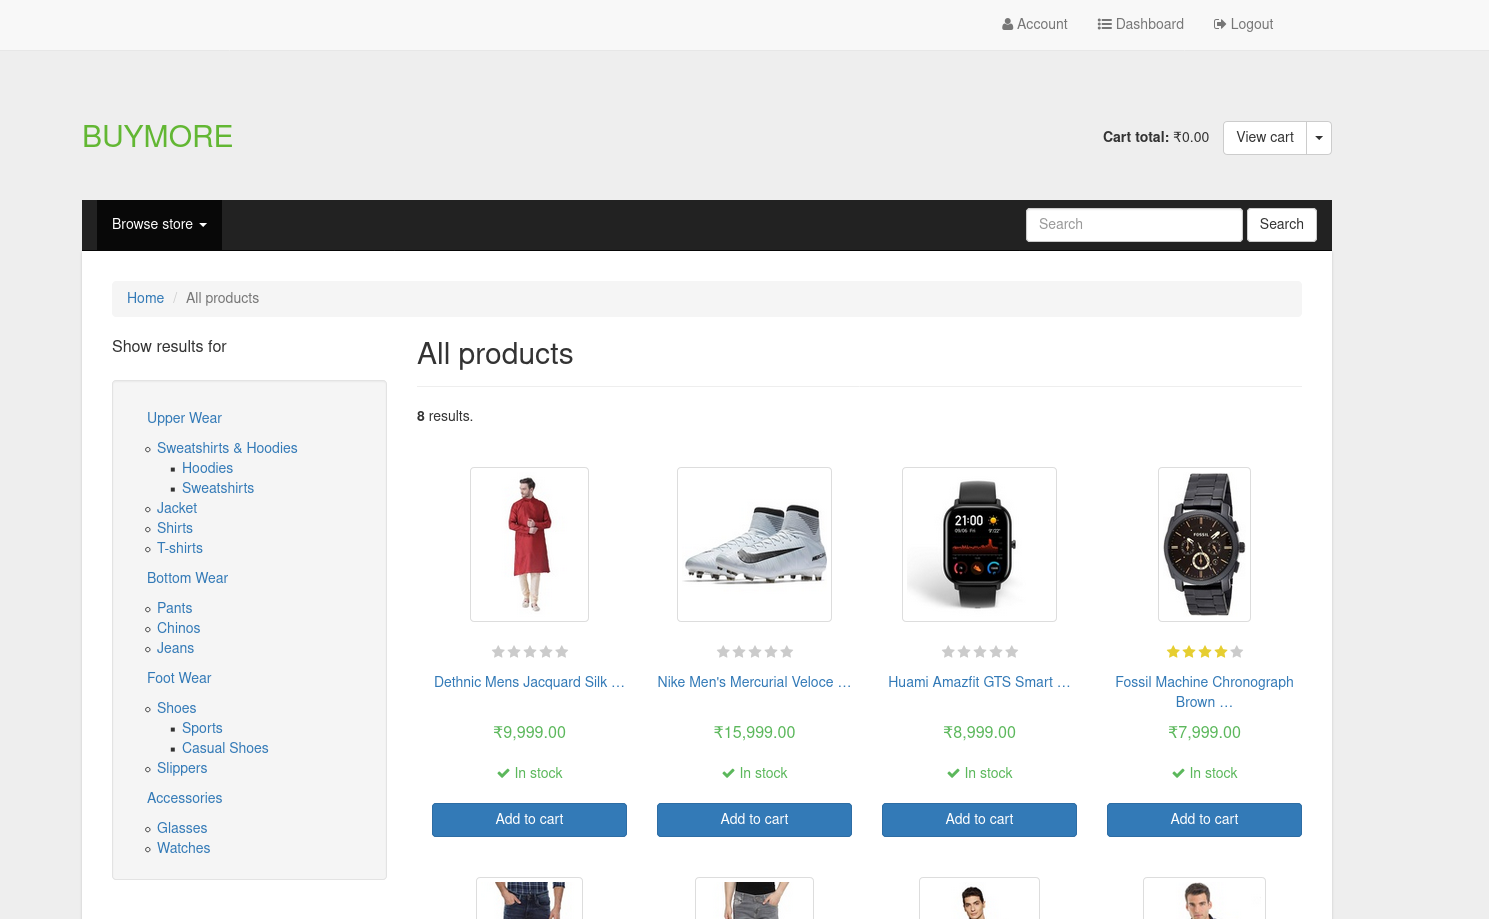 Account Dashboard Logout
BUYMORE
Cart total: ₹0.00 View cart
Browse store Search Search
Home / All products
Show results for
Upper Wear
Sweatshirts & Hoodies
Hoodies
Sweatshirts
Jacket
Shirts
T-shirts
Bottom Wear
Pants
Chinos
Jeans
Foot Wear
Shoes
Sports
Casual Shoes
Slippers
Accessories
Glasses
Watches
All products
8 results.
21:00
FOSSIL
Dethnic Mens Jacquard Silk …
₹9,999.00
In stock
Add to cart
Nike Men's Mercurial Veloce …
₹15,999.00
In stock
Add to cart
Huami Amazfit GTS Smart …
₹8,999.00
In stock
Add to cart
Fossil Machine Chronograph
Brown …
₹7,999.00
In stock
Add to cart